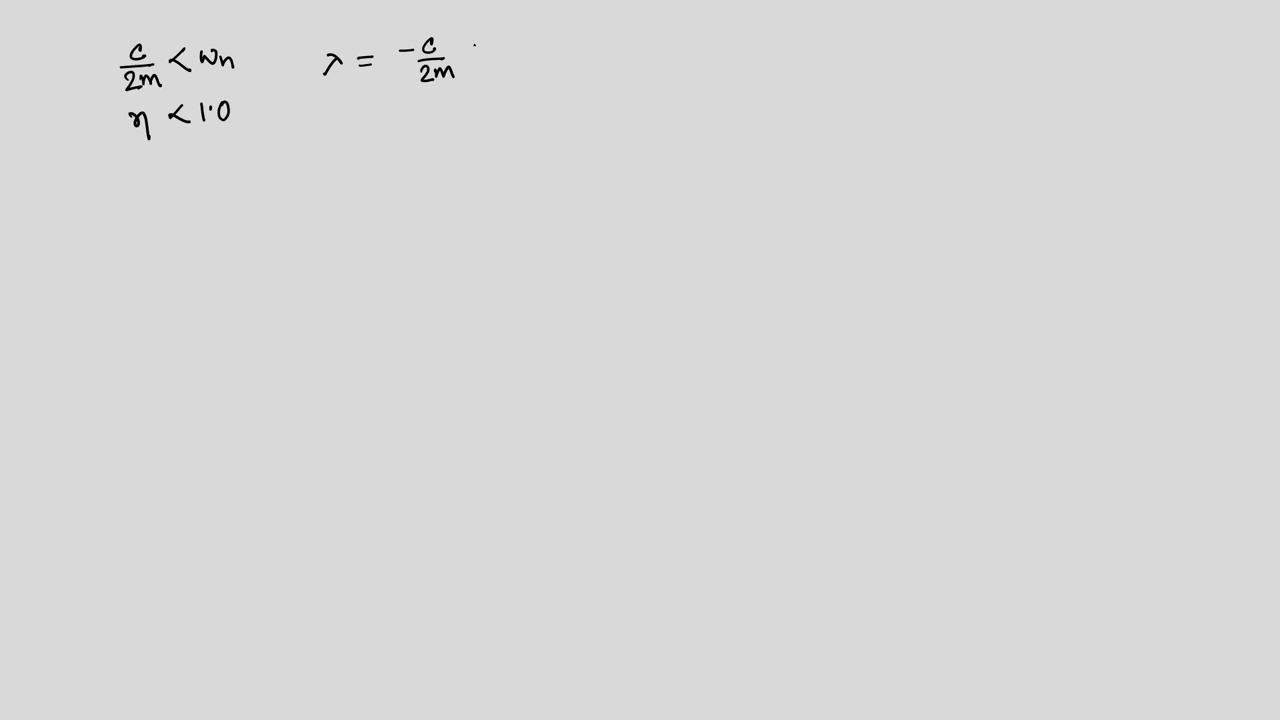 c/2m < ωn    λ = -c/2m
η < 1.0